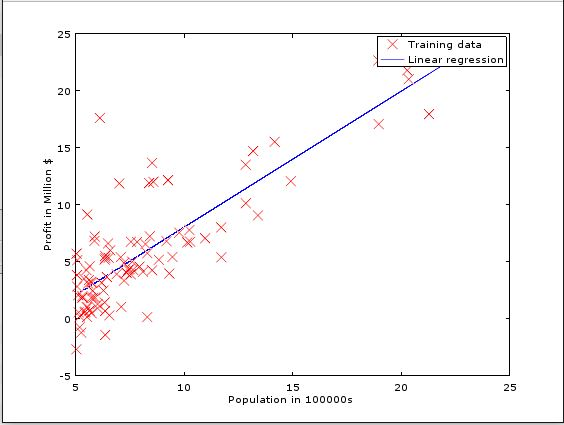 25
20
15
10
5
0
-5
Profit in Million $
Training data
Linear regression
5 10 15 20 25
Population in 100000s